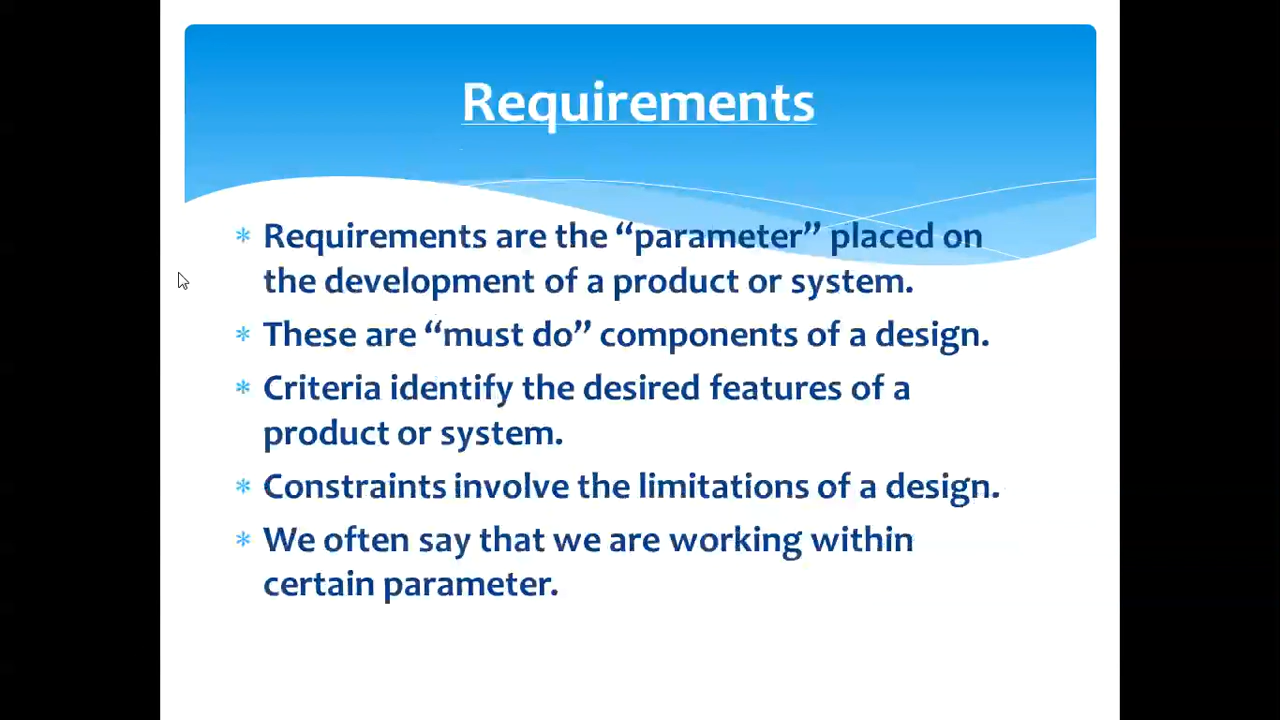 Requirements
* Requirements are the “parameter” placed on
the development of a product or system.
* These are “must do” components of a design.
* Criteria identify the desired features of a
product or system.
* Constraints involve the limitations of a design.
* We often say that we are working within
certain parameter.